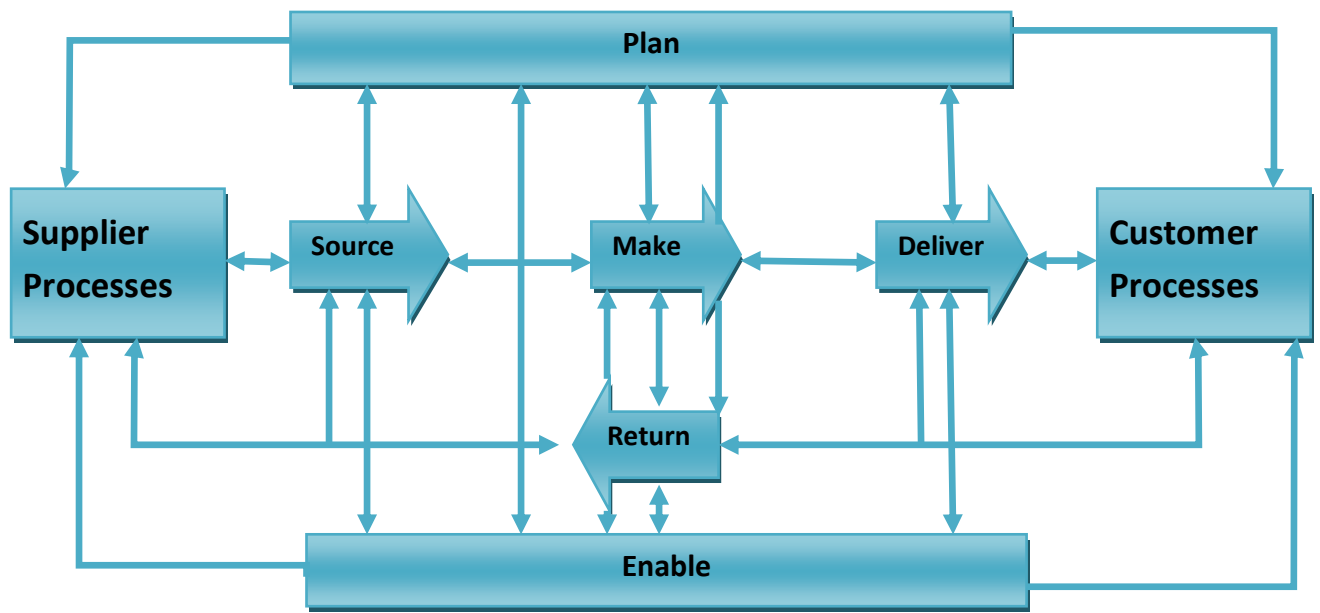 Plan
Supplier
Processes
Source
Make
Deliver
Customer
Processes
Return
Enable